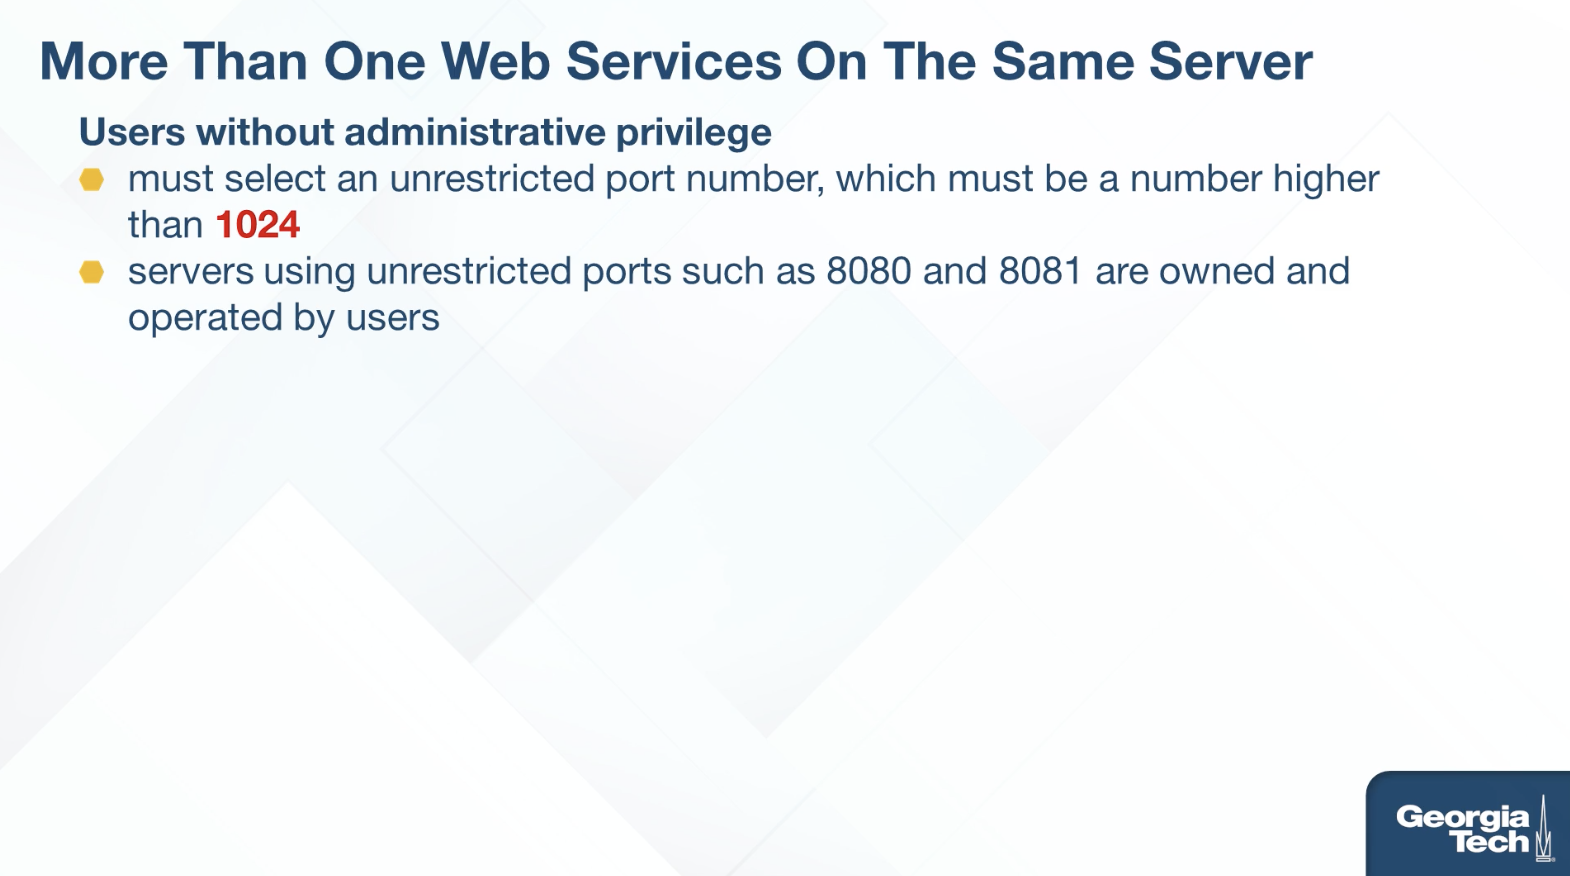 More Than One Web Services On The Same Server
Users without administrative privilege
must select an unrestricted port number, which must be a number higher
than 1024
servers using unrestricted ports such as 8080 and 8081 are owned and
operated by users
Georgia
Tech